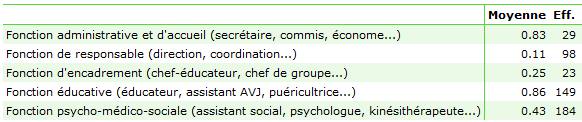 Moyenne Eff.
Fonction administrative et d'accueil (secrétaire, commis, économe...) 0.83 29
Fonction de responsable (direction, coordination...) 0.11 98
Fonction d'encadrement (chef-éducateur, chef de groupe...) 0.25 23
Fonction éducative (éducateur, assistant AVJ, puéricultrice...) 0.86 149
Fonction psycho-médico-sociale (assistant social, psychologue, kinésithérapeute...) 0.43 184